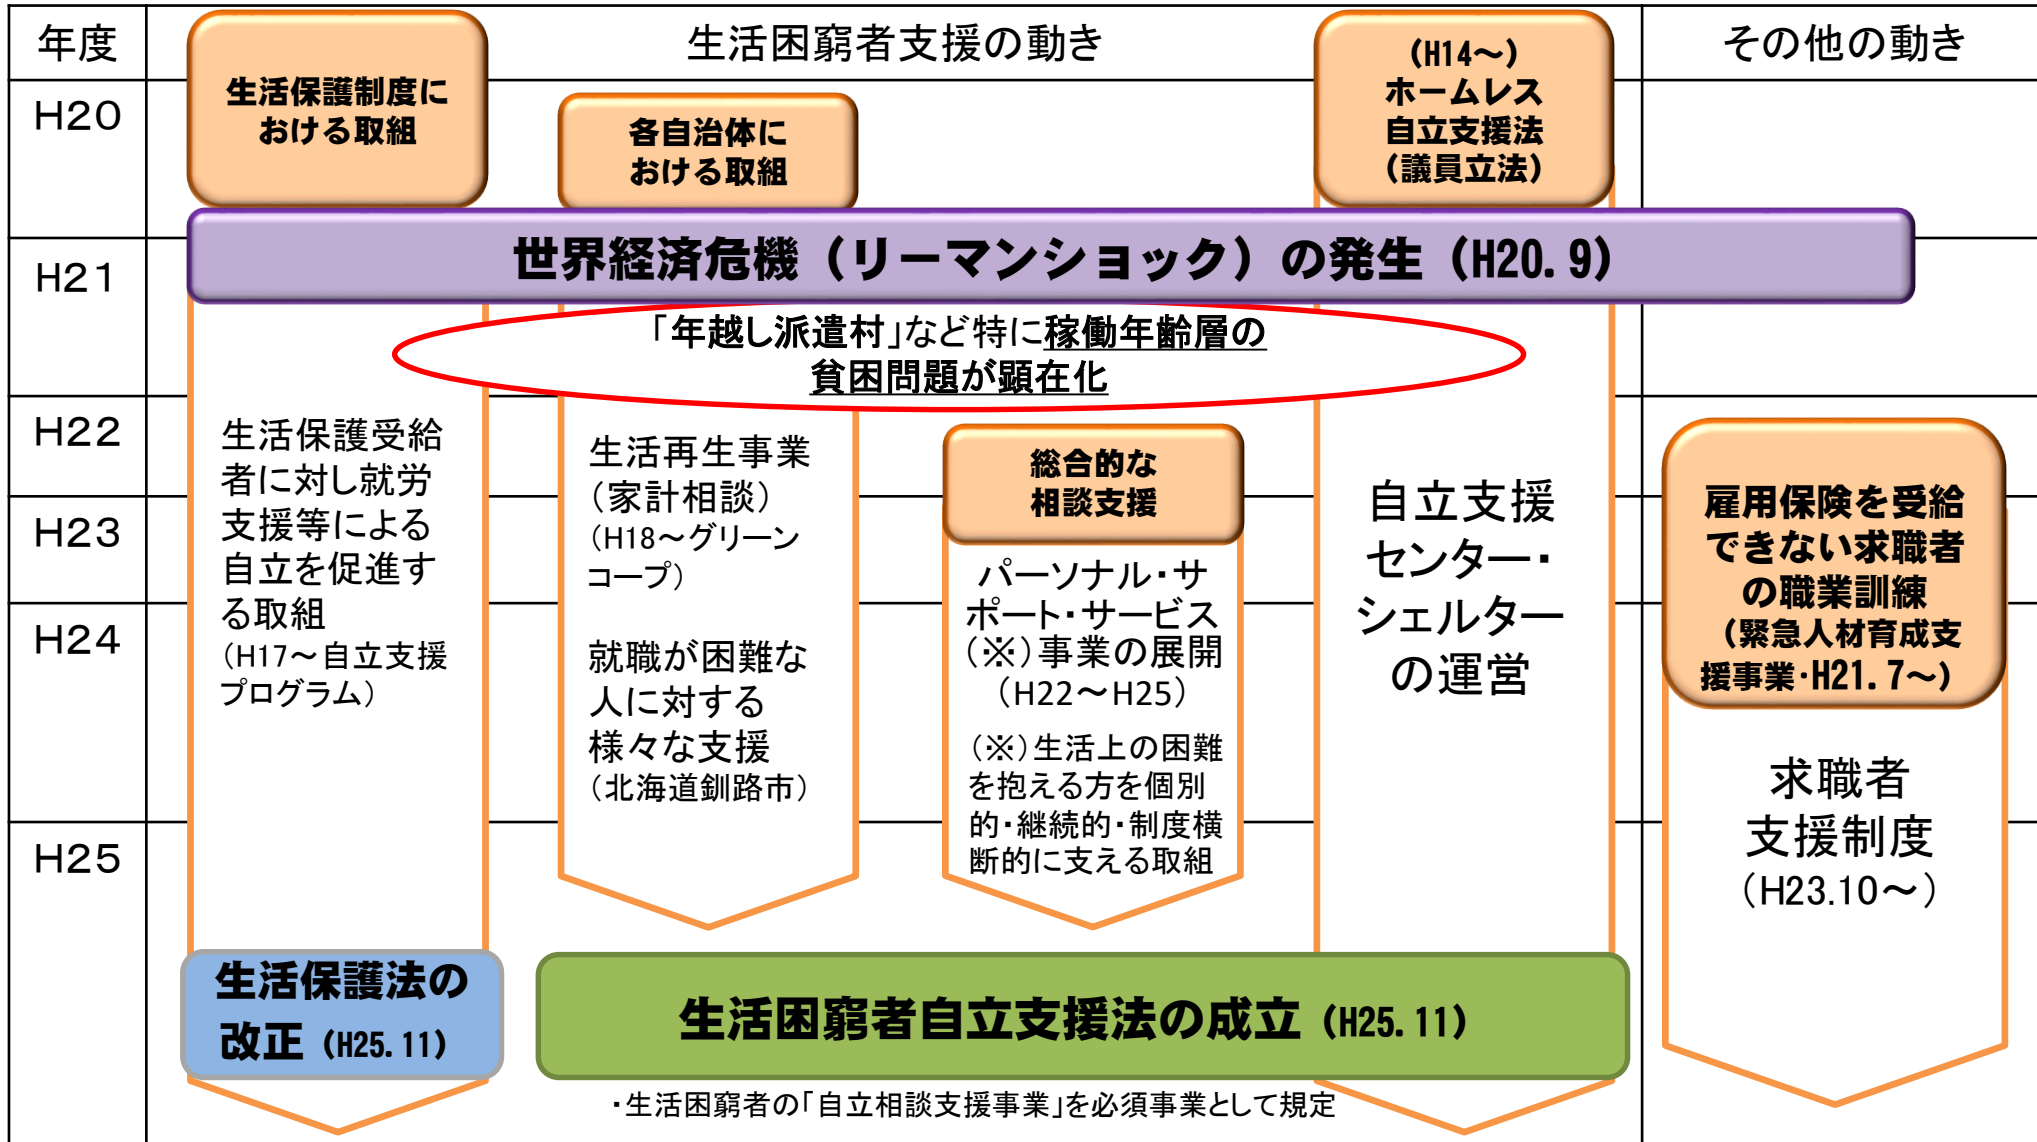 年度
生活困窮者支援の動き
その他の動き
H20
H21
H22
H23
H24
H25
生活保護制度に
おける取組
各自治体に
おける取組
(H14～)
ホームレス
自立支援法
(議員立法)
世界経済危機（リーマンショック）の発生（H20.9）
「年越し派遣村」など特に稼働年齢層の
貧困問題が顕在化
生活保護受給
者に対し就労
支援等による
自立を促進す
る取組
(H17～自立支援
プログラム)
生活再生事業
（家計相談）
(H18～グリーン
コープ)
就職が困難な
人に対する
様々な支援
（北海道釧路市）
総合的な
相談支援
パーソナル・サ
ポート・サービス
（※）事業の展開
（H22～H25）
（※）生活上の困難
を抱える方を個別
的・継続的・制度横
断的に支える取組
自立支援
センター・
シェルター
の運営
雇用保険を受給
できない求職者
の職業訓練
（緊急人材育成支
援事業・H21.7～）
求職者
支援制度
（H23.10～）
生活保護法の
改正（H25.11）
生活困窮者自立支援法の成立（H25.11）
・生活困窮者の「自立相談支援事業」を必須事業として規定